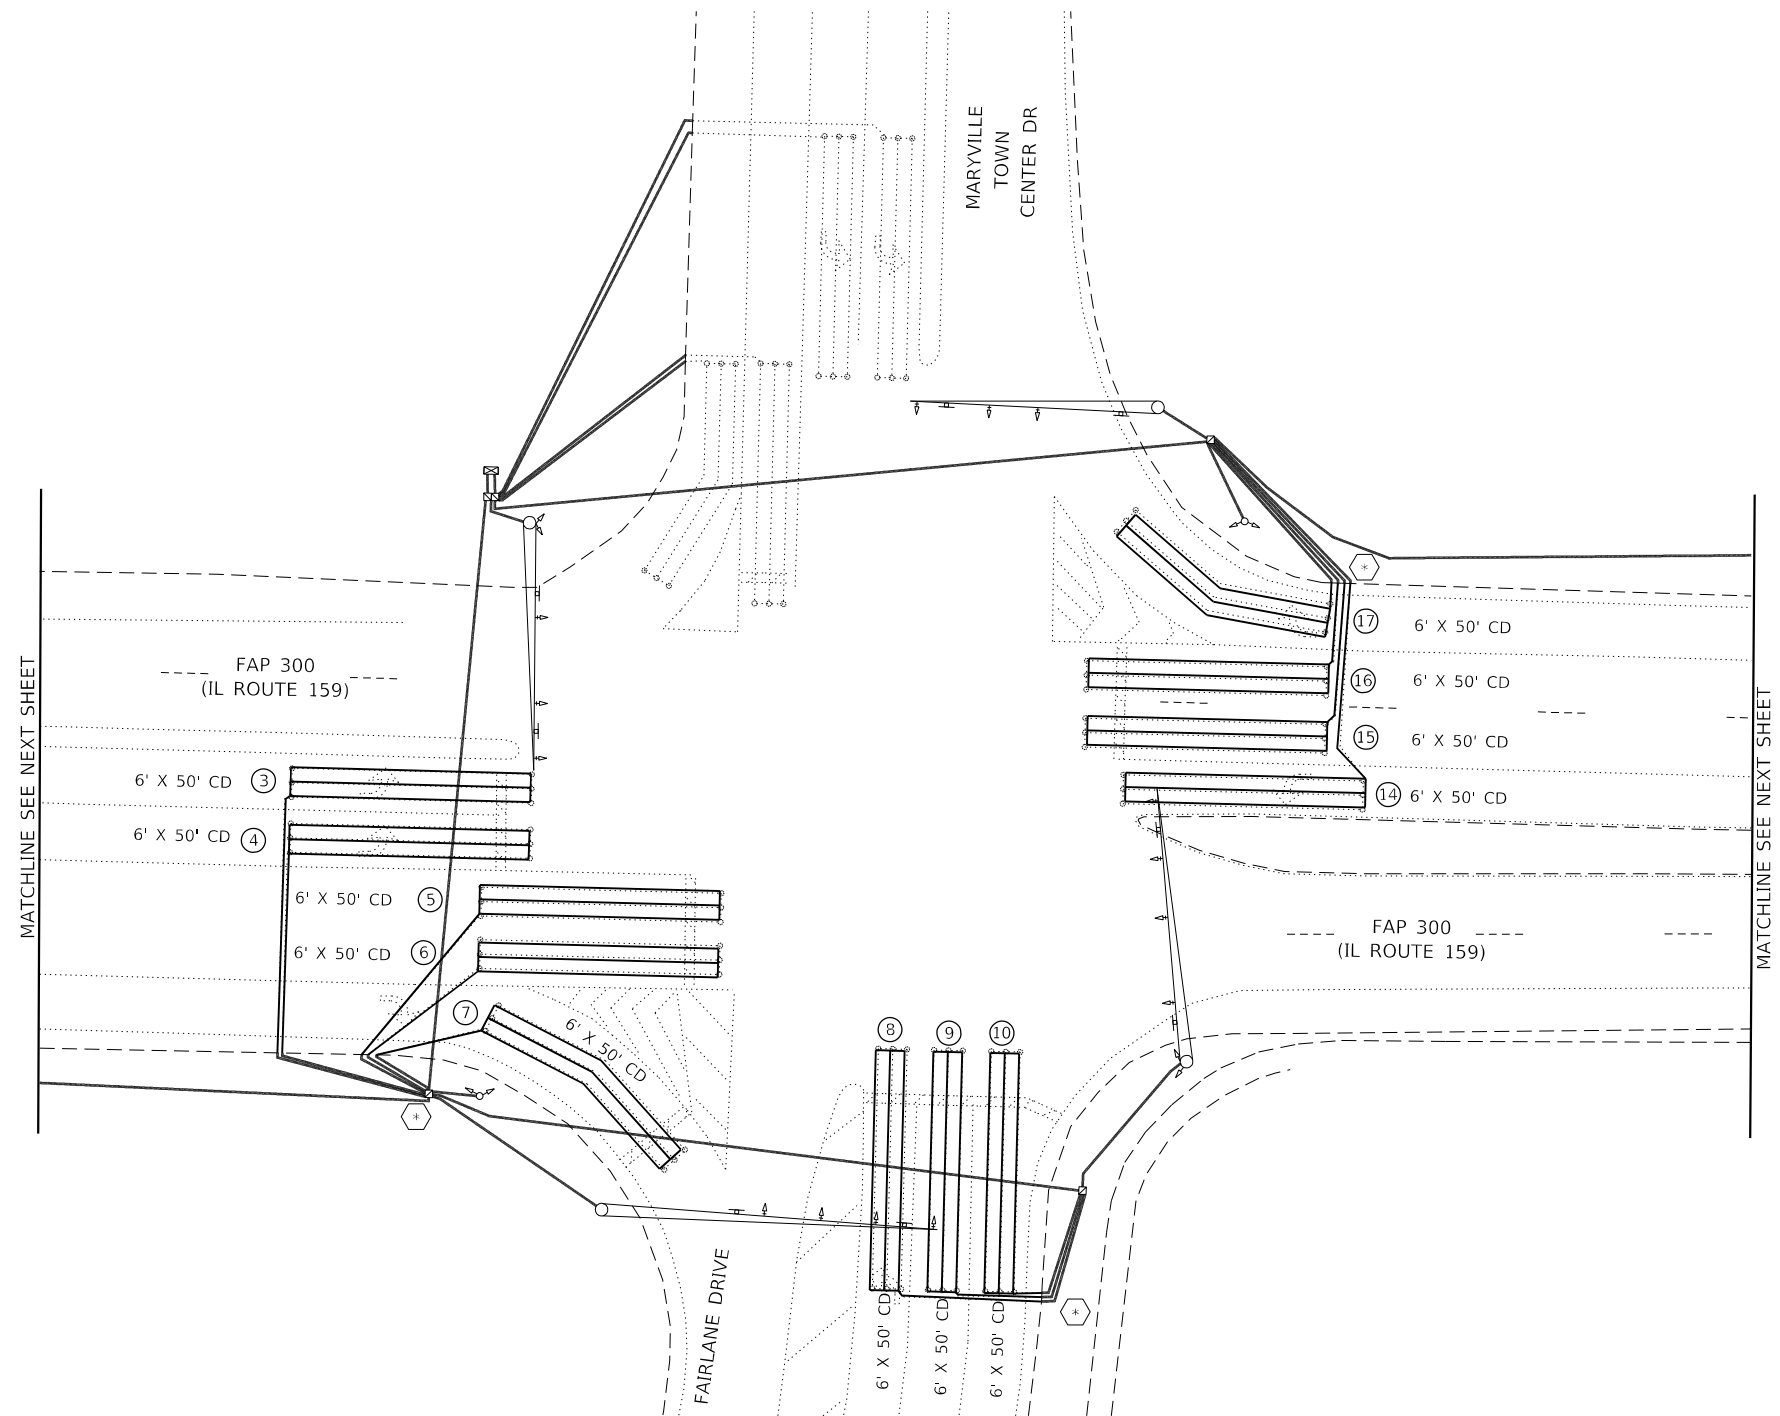 MARYVILLE
TOWN
CENTER DR
MATCHLINE SEE NEXT SHEET
FAP 300
(IL ROUTE 159)
17 6' X 50' CD
16 6' X 50' CD
15 6' X 50' CD
14 6' X 50' CD
6' X 50' CD 3
6' X 50' CD 4
6' X 50' CD 5
6' X 50' CD 6
7
6' X 50' CD
FAP 300
(IL ROUTE 159)
MATCHLINE SEE NEXT SHEET
8
9
10
*
*
*
FAIRLANE DRIVE
6' X 50' CD
6' X 50' CD
6' X 50' CD